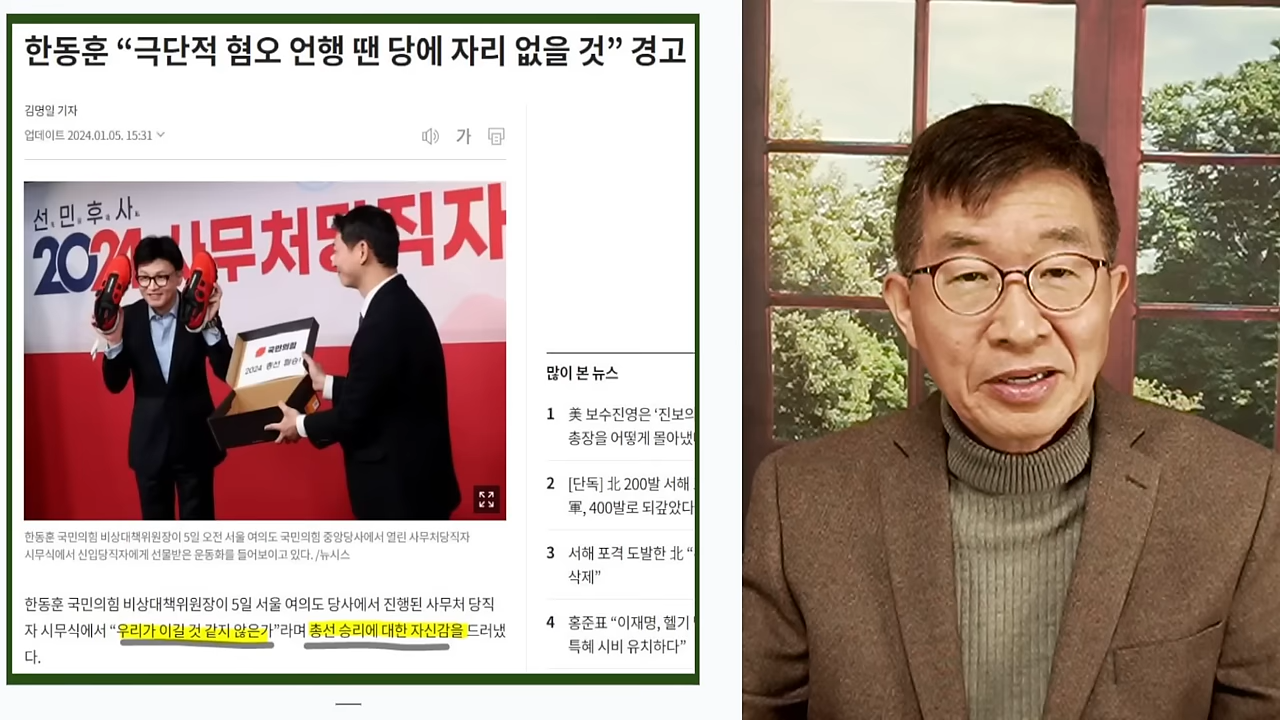 한동훈 “극단적 혐오 언행 땐 당에 자리 없을 것” 경고
김명일 기자
업데이트 2024.01.05. 15:31
가
선민후사
2024 사무처당직자
국민의힘
2024 총선 필승!
한동훈 국민의힘 비상대책위원장이 5일 오전 서울 여의도 국민의힘 중앙당사에서 열린 사무처당직자
시무식에서 신입당직자에게 선물받은 운동화를 들어보이고 있다. /뉴시스
한동훈 국민의힘 비상대책위원장이 5일 서울 여의도 당사에서 진행된 사무처 당직
자 시무식에서 “우리가 이길 것 같지 않은가”라며 총선 승리에 대한 자신감을 드러냈
다.
많이 본 뉴스
1 美 보수진영은 ‘진보의
총장을 어떻게 몰아냈
2 [단독] 北 200발 서해
軍, 400발로 되갚았다
3 서해 포격 도발한 北 “
삭제”
4 홍준표 “이재명, 헬기
특혜 시비 유치하다”